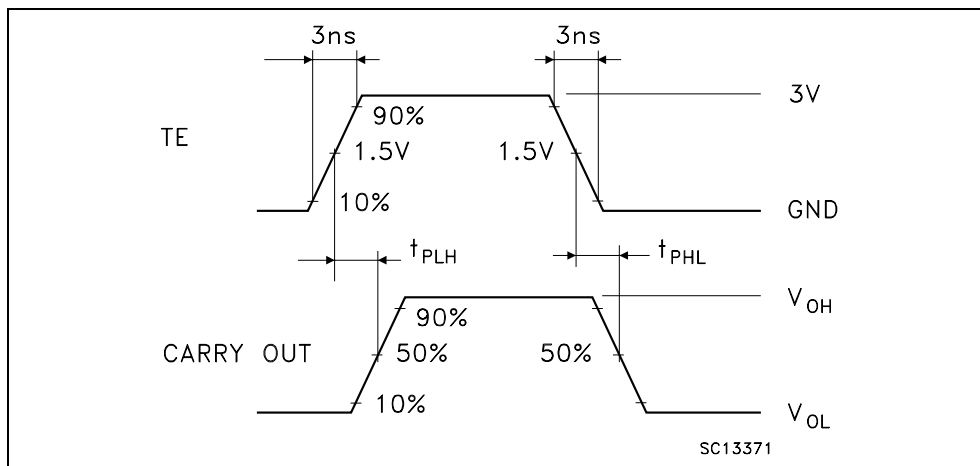 3ns 3ns
3V
90%
TE
1.5V 1.5V
10%
GND
tPLH tPHL
VOH
90%
CARRY OUT 50% 50%
10%
VOL
SC13371